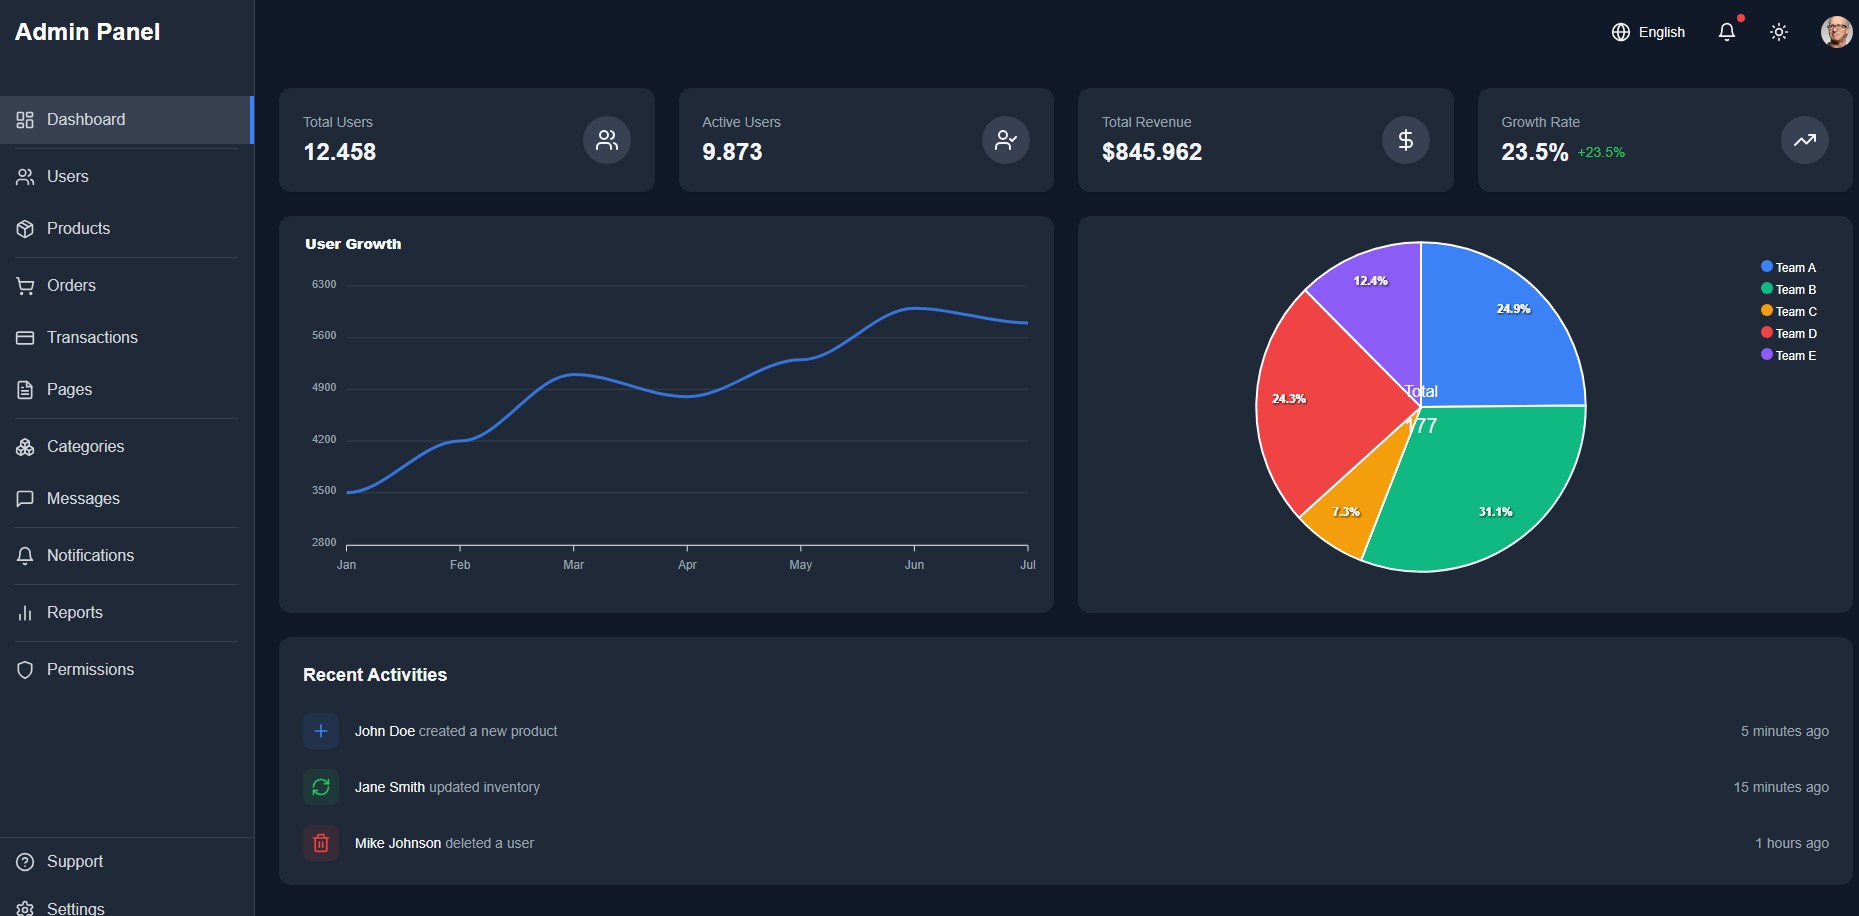 Admin Panel
English
Dashboard
Users
Products
Orders
Transactions
Pages
Categories
Messages
Notifications
Reports
Permissions
Support
Settings
Total Users
12.458
Active Users
9.873
Total Revenue
$845.962
Growth Rate
23.5% +23.5%
User Growth
6300
5600
4900
4200
3500
2800
Jan Feb Mar Apr May Jun Jul
12.4%
24.9%
24.3%
Total
177
7.3%
31.1%
Team A
Team B
Team C
Team D
Team E
Recent Activities
John Doe created a new product 5 minutes ago
Jane Smith updated inventory 15 minutes ago
Mike Johnson deleted a user 1 hours ago